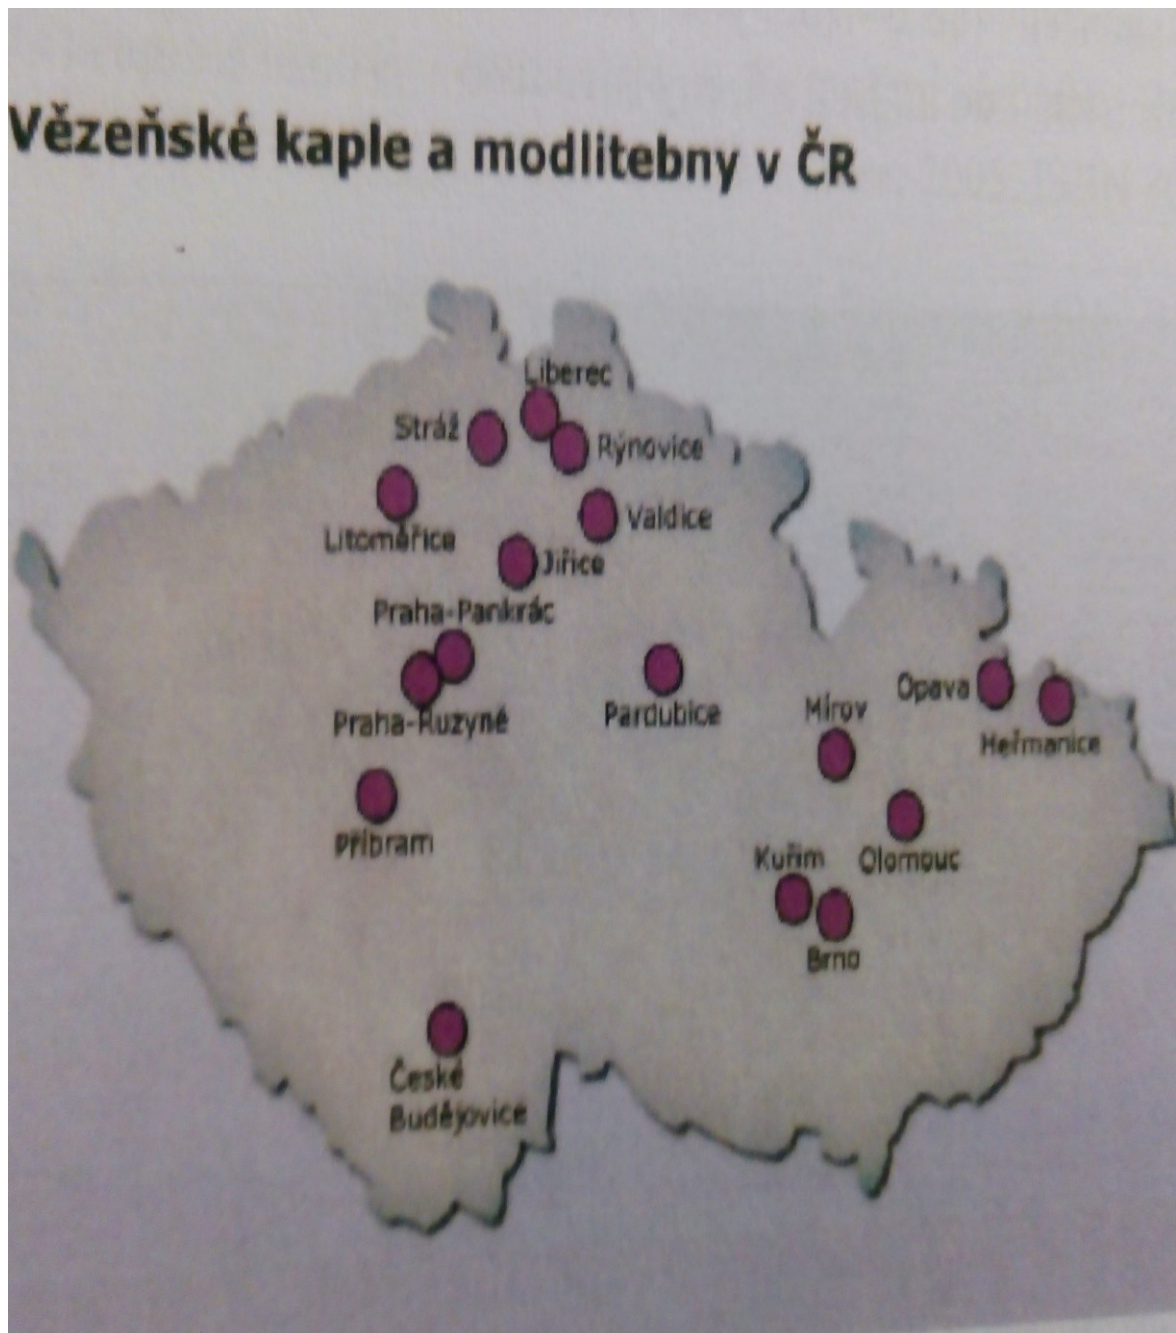 Vězeňské kaple a modlitebny v ČR
Liberec
Stráž
Rýnovice
Litoměřice
Valdice
Jiřice
Praha-Pankrác
Praha-Ruzyně
Pardubice
Mírov
Opava
Heřmanice
Příbram
Kuřim
Olomouc
Brno
České
Budějovice